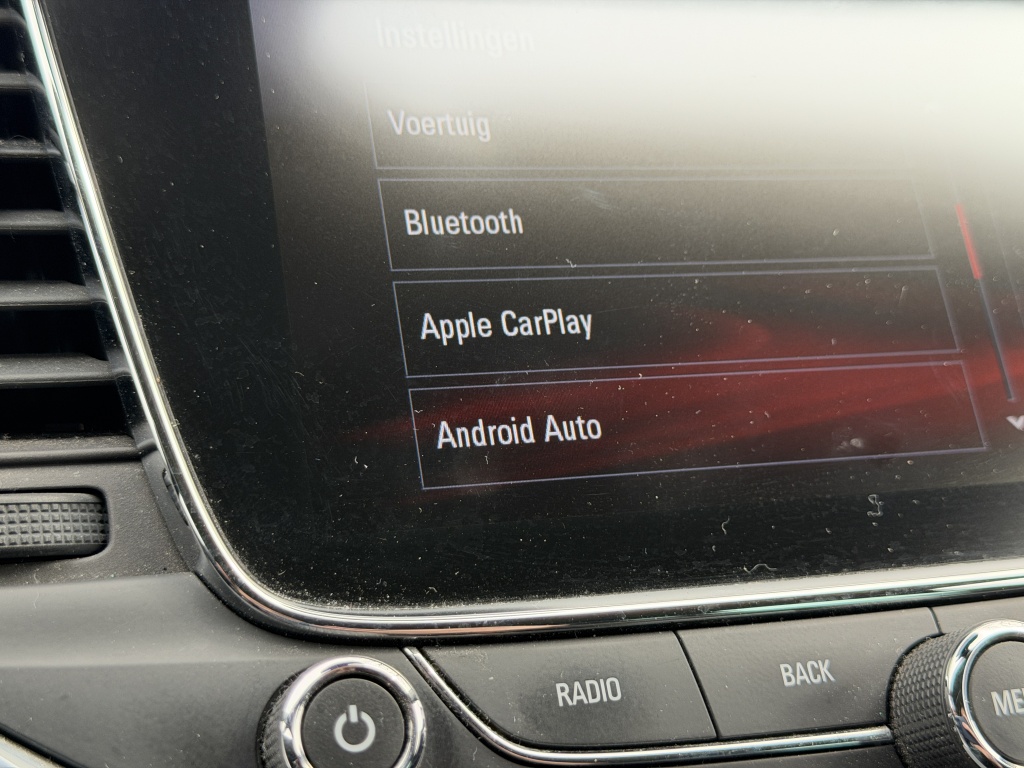 Instellingen
Voertuig
Bluetooth
Apple CarPlay
Android Auto
RADIO
BACK